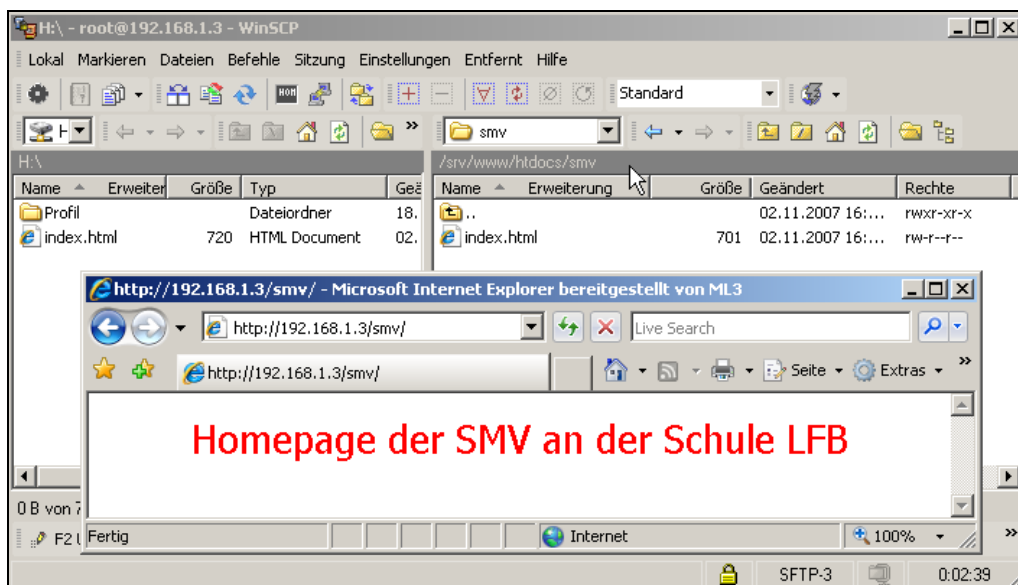 H:\ - root@192.168.1.3 - WinSCP
Lokal Markieren Dateien Befehle Sitzung Einstellungen Entfernt Hilfe
Standard
smv
H:\
/srv/www/htdocs/smv
Name Erweiter Größe Typ Geä
Name Erweiterung Größe Geändert Rechte
Profil Dateiordner 18.
.. 02.11.2007 16:... rwxr-xr-x
index.html 720 HTML Document 02.
index.html 701 02.11.2007 16:... rw-r--r--
http://192.168.1.3/smv/ - Microsoft Internet Explorer bereitgestellt von ML3
http://192.168.1.3/smv/
Live Search
http://192.168.1.3/smv/
Seite Extras
Homepage der SMV an der Schule LFB
0 B von
Fertig
Internet
100%
F2
SFTP-3
0:02:39